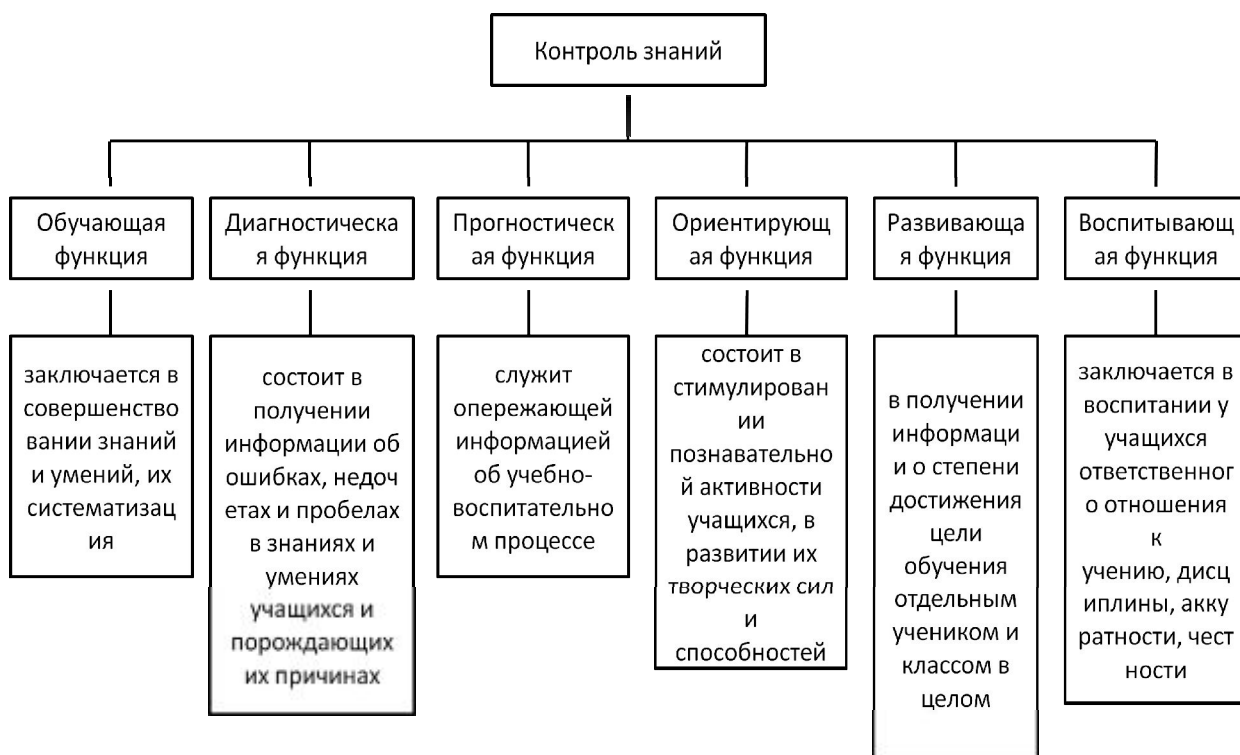 Контроль знаний
Обучающая
функция
Диагностическа
я функция
Прогностическ
ая функция
Ориентирующ
ая функция
Развивающа
я функция
Воспитывающ
ая функция
заключается в
совершенство
вании знаний
и умений, их
систематизац
ия
состоит в
получении
информации об
ошибках, недоч
етах и пробелах
в знаниях и
умениях
учащихся и
порождающих
их причинах
служит
опережающей
информацией
об учебно-
воспитательно
м процессе
состоит в
стимулирован
ии
познавательно
й активности
учащихся, в
развитии их
творческих сил
и
способностей
в получении
информаци
и о степени
достижения
цели
обучения
отдельным
учеником и
классом в
целом
заключается в
воспитании у
учащихся
ответственног
о отношения
к
учению, дисц
иплины, акку
ратности, чест
ности